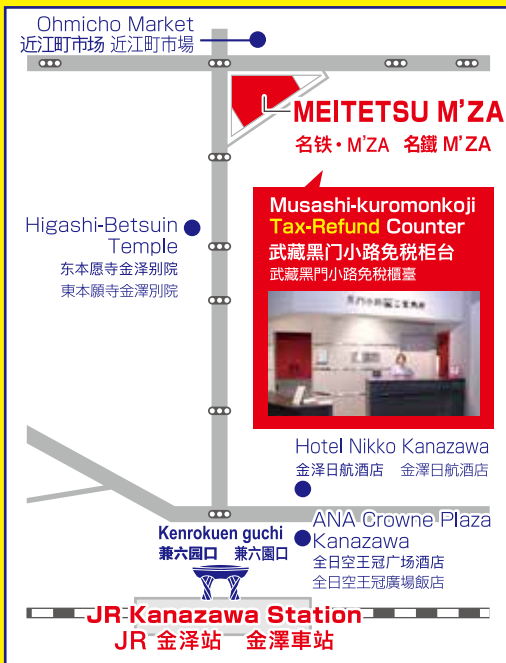 Ohmicho Market
近江町市场 近江町市場
MEITETSU M'ZA
名铁・M'ZA 名鐵 M'ZA
Musashi-kuromonkoji
Tax-Refund Counter
武藏黑门小路免税柜台
武藏黑門小路免稅櫃臺
Higashi-Betsuin
Temple
东本愿寺金泽别院
東本願寺金澤別院
Hotel Nikko Kanazawa
金泽日航酒店 金澤日航酒店
Kenrokuen guchi
兼六园口 兼六園口
ANA Crowne Plaza
Kanazawa
全日空王冠广场酒店
全日空王冠廣場飯店
JR Kanazawa Station
JR 金泽站 金澤車站